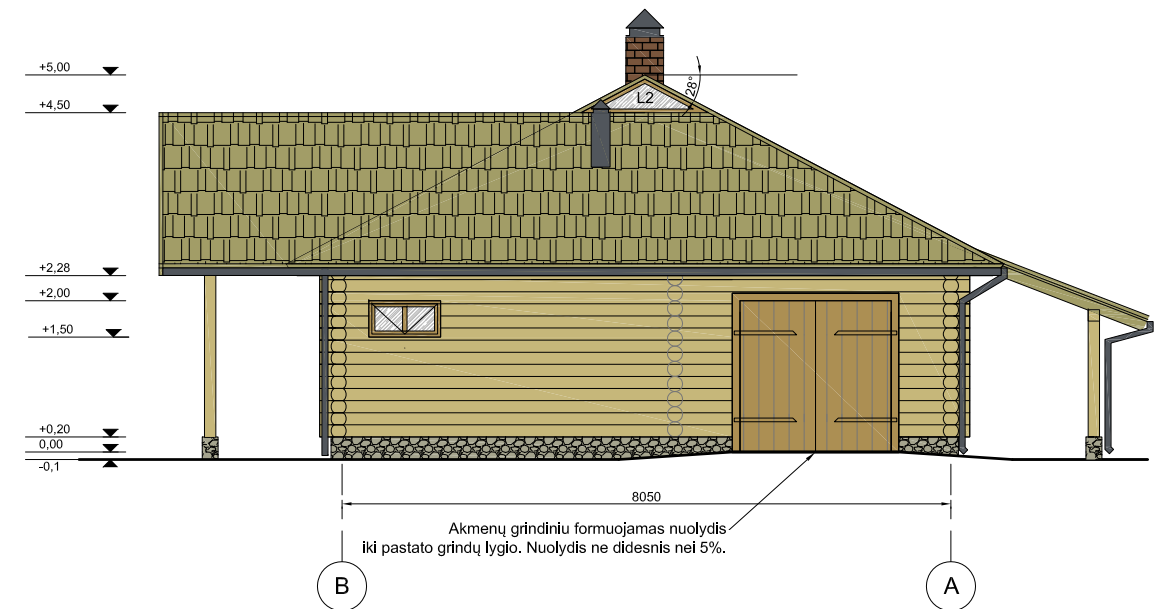 +5,00
+4,50
28°
L2
+2,28
+2,00
+1,50
+0,20
0,00
-0,1
8050
Akmenų grindiniu formuojamas nuolydis
iki pastato grindų lygio. Nuolydis ne didesnis nei 5%.
B
A